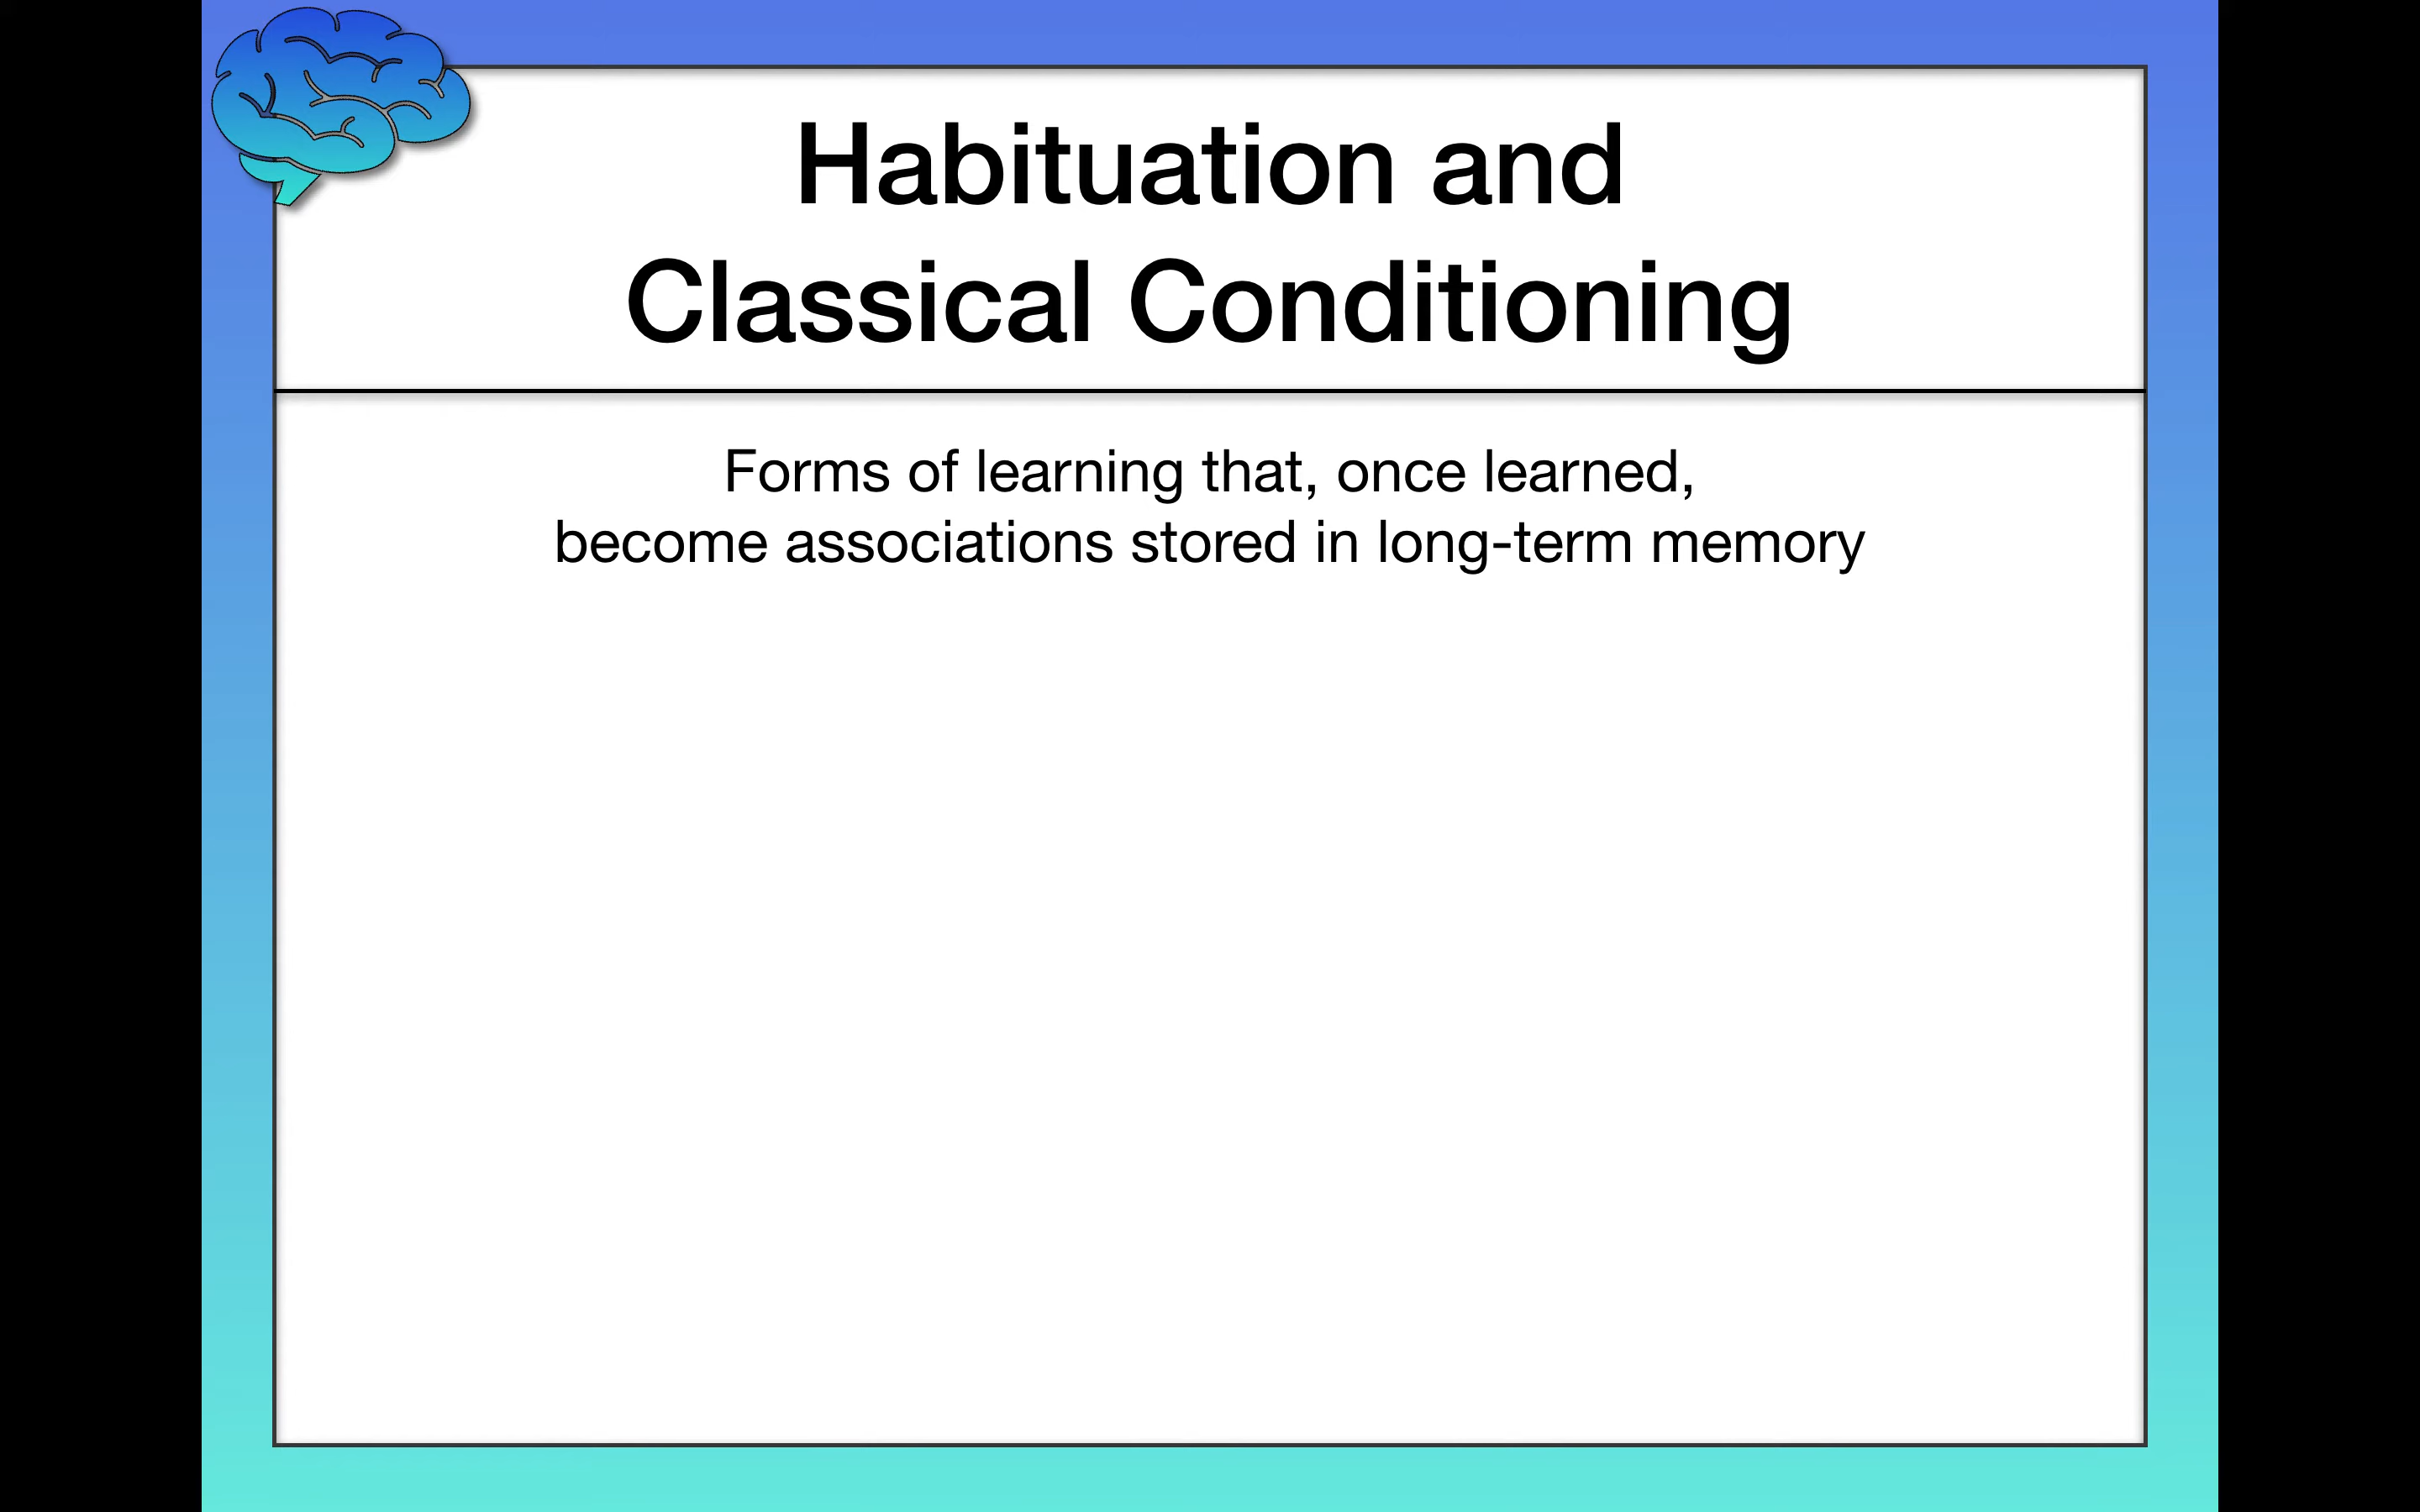 Habituation and
Classical Conditioning
Forms of learning that, once learned,
become associations stored in long-term memory